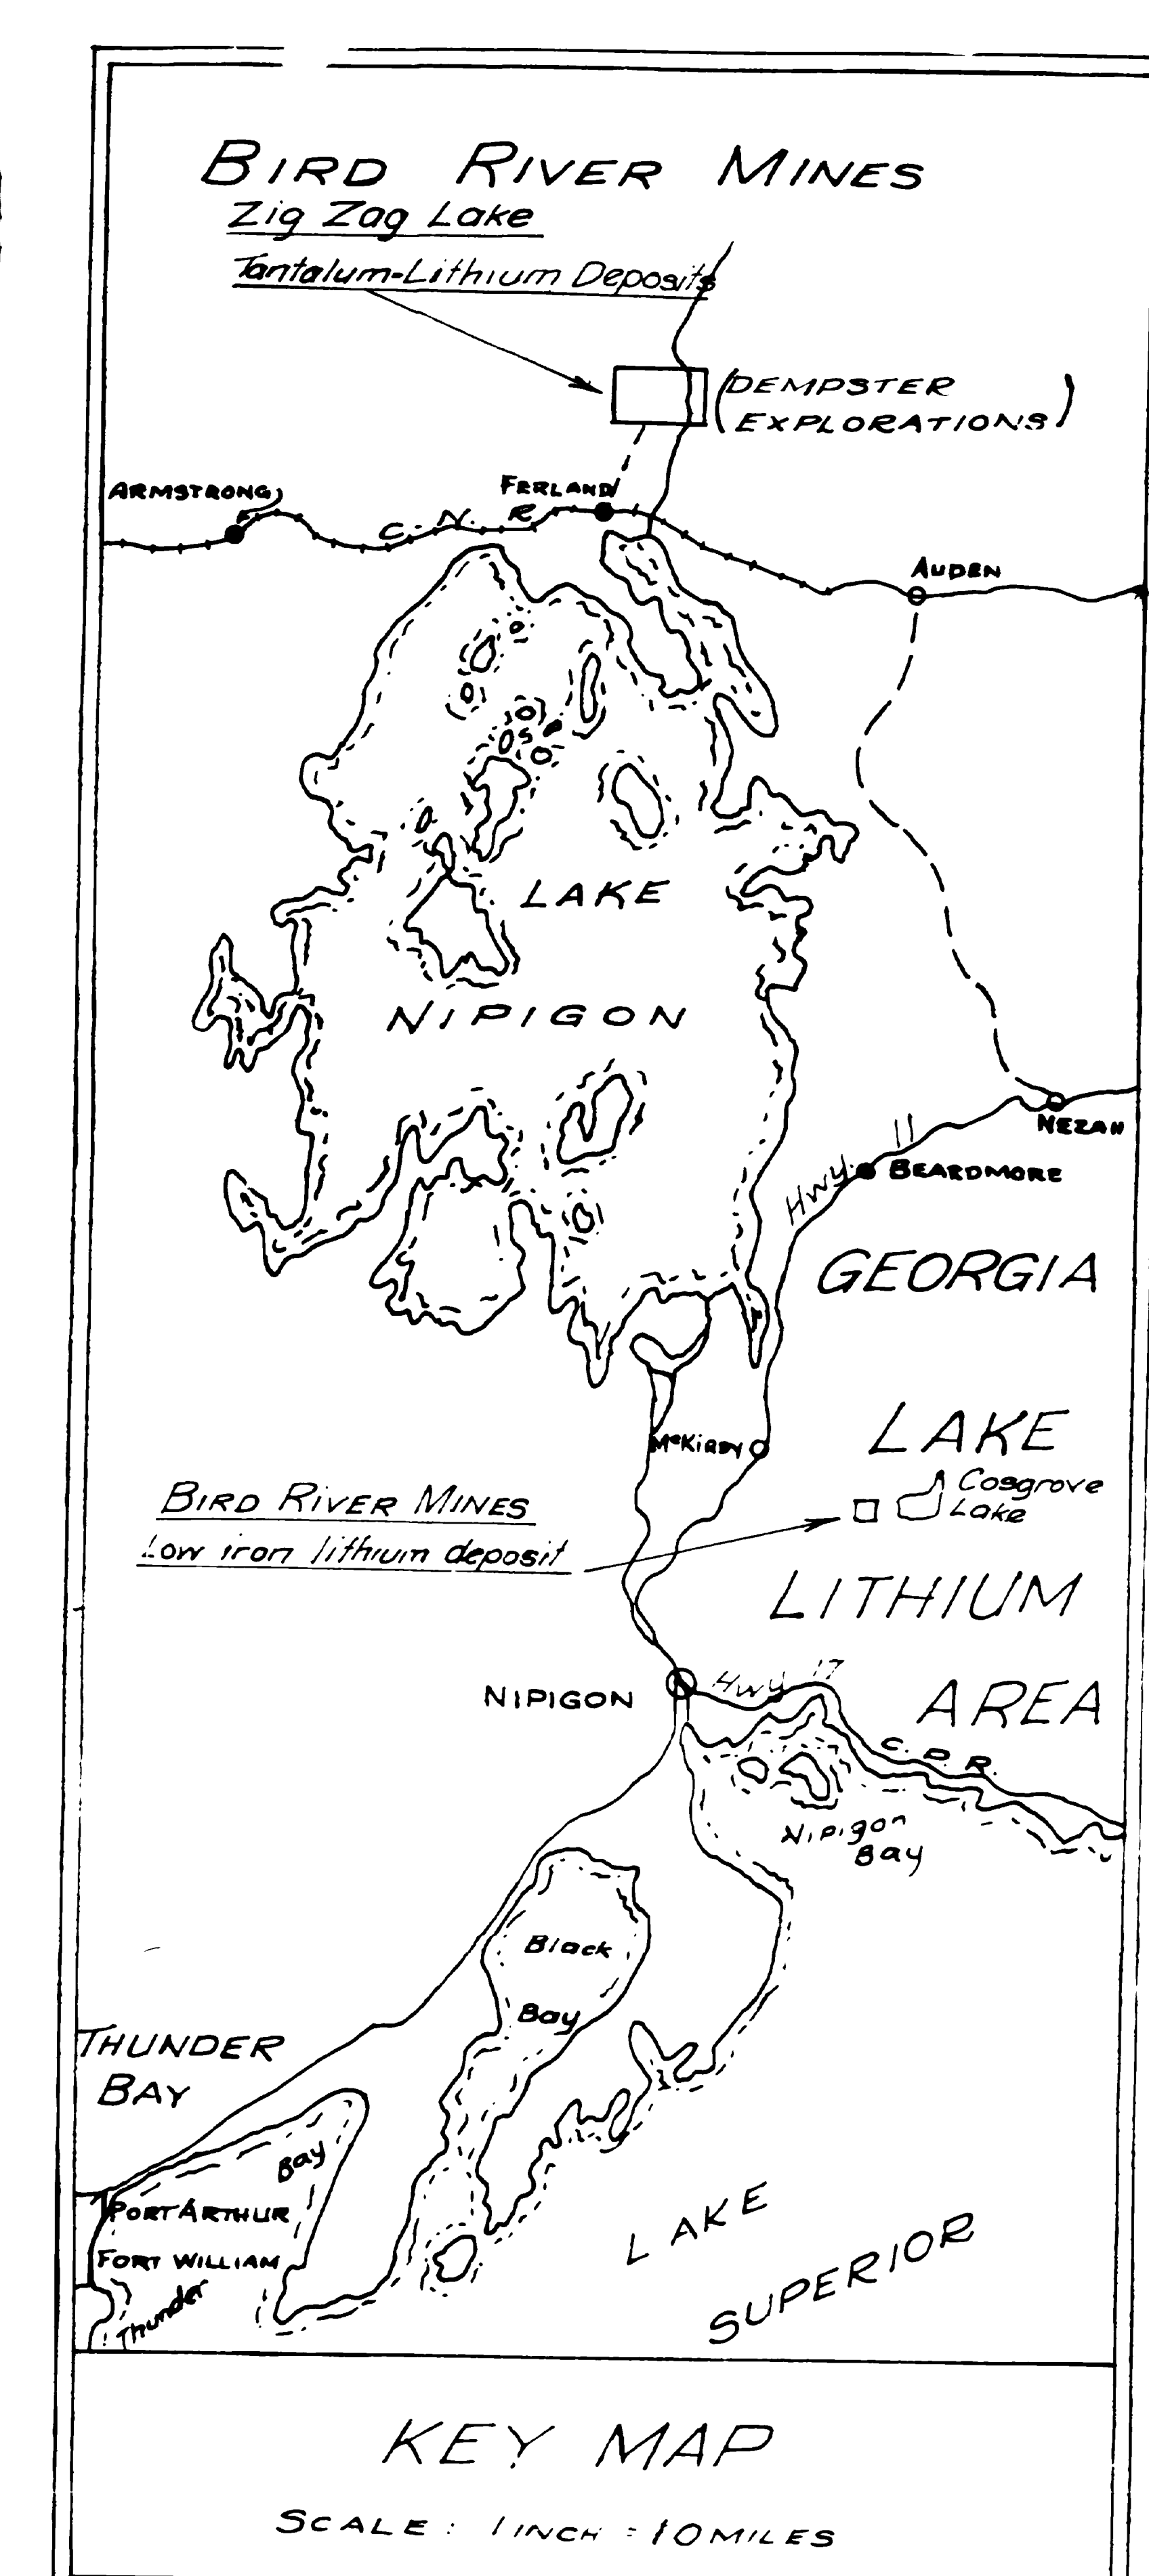 BIRD RIVER MINES
Zig Zag Lake
Tantalum-Lithium Deposits
(DEMPSTER
EXPLORATIONS)
ARMSTRONG
FERLAND
C. N. R.
AUDEN
LAKE
NIPIGON
NEZAH
Hwy. 11
BEARDMORE
GEORGIA
LAKE
McKIRDY
Cosgrove
Lake
BIRD RIVER MINES
Low iron lithium deposit
LITHIUM
NIPIGON
Hwy 17
AREA
C. P. R.
Nipigon
Bay
Black
Bay
THUNDER
BAY
Bay
PORT ARTHUR
FORT WILLIAM
Thunder
LAKE
SUPERIOR
KEY MAP
SCALE: 1 INCH = 10 MILES